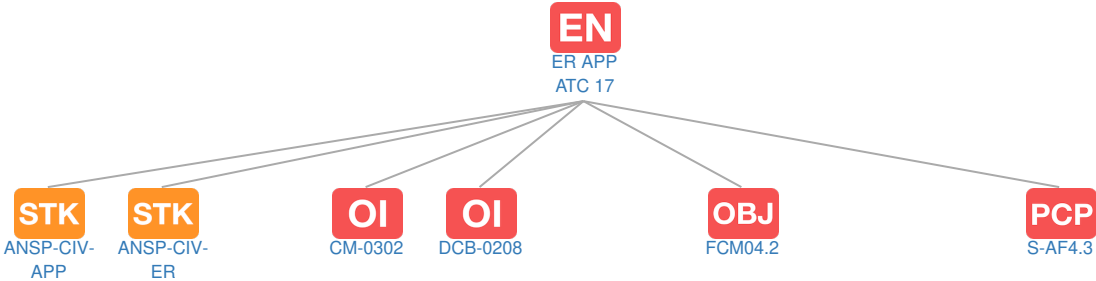 EN
ER APP
ATC 17
STK
STK
OI
OI
OBJ
PCP
ANSP-CIV-
APP
ANSP-CIV-
ER
CM-0302
DCB-0208
FCM04.2
S-AF4.3